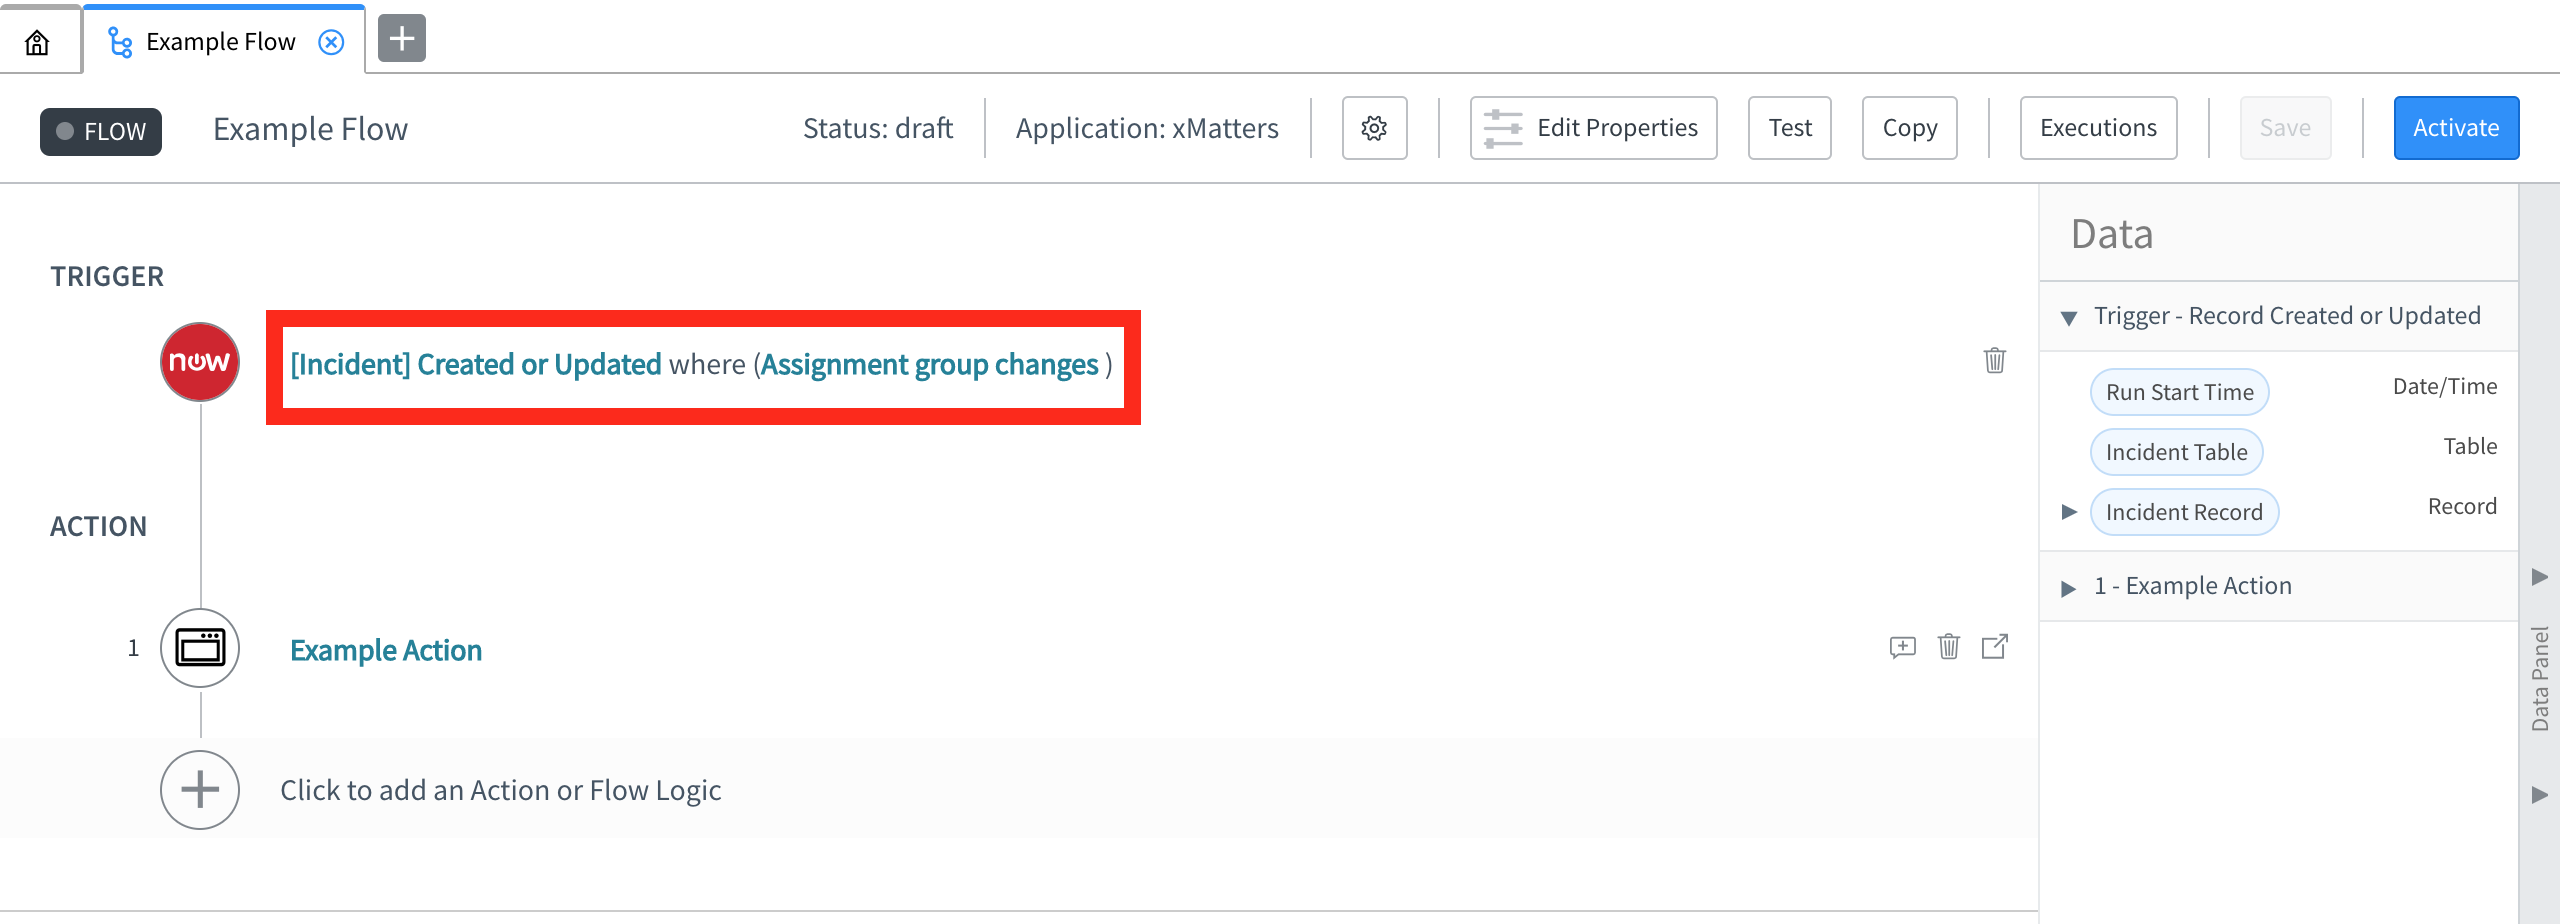 Example Flow
FLOW
Example Flow
Status: draft
Application: xMatters
Edit Properties
Test
Copy
Executions
Save
Activate
TRIGGER
now
[Incident] Created or Updated where (Assignment group changes )
ACTION
1
Example Action
Click to add an Action or Flow Logic
Data
Trigger - Record Created or Updated
Run Start Time Date/Time
Incident Table Table
Incident Record Record
1 - Example Action
Data Panel